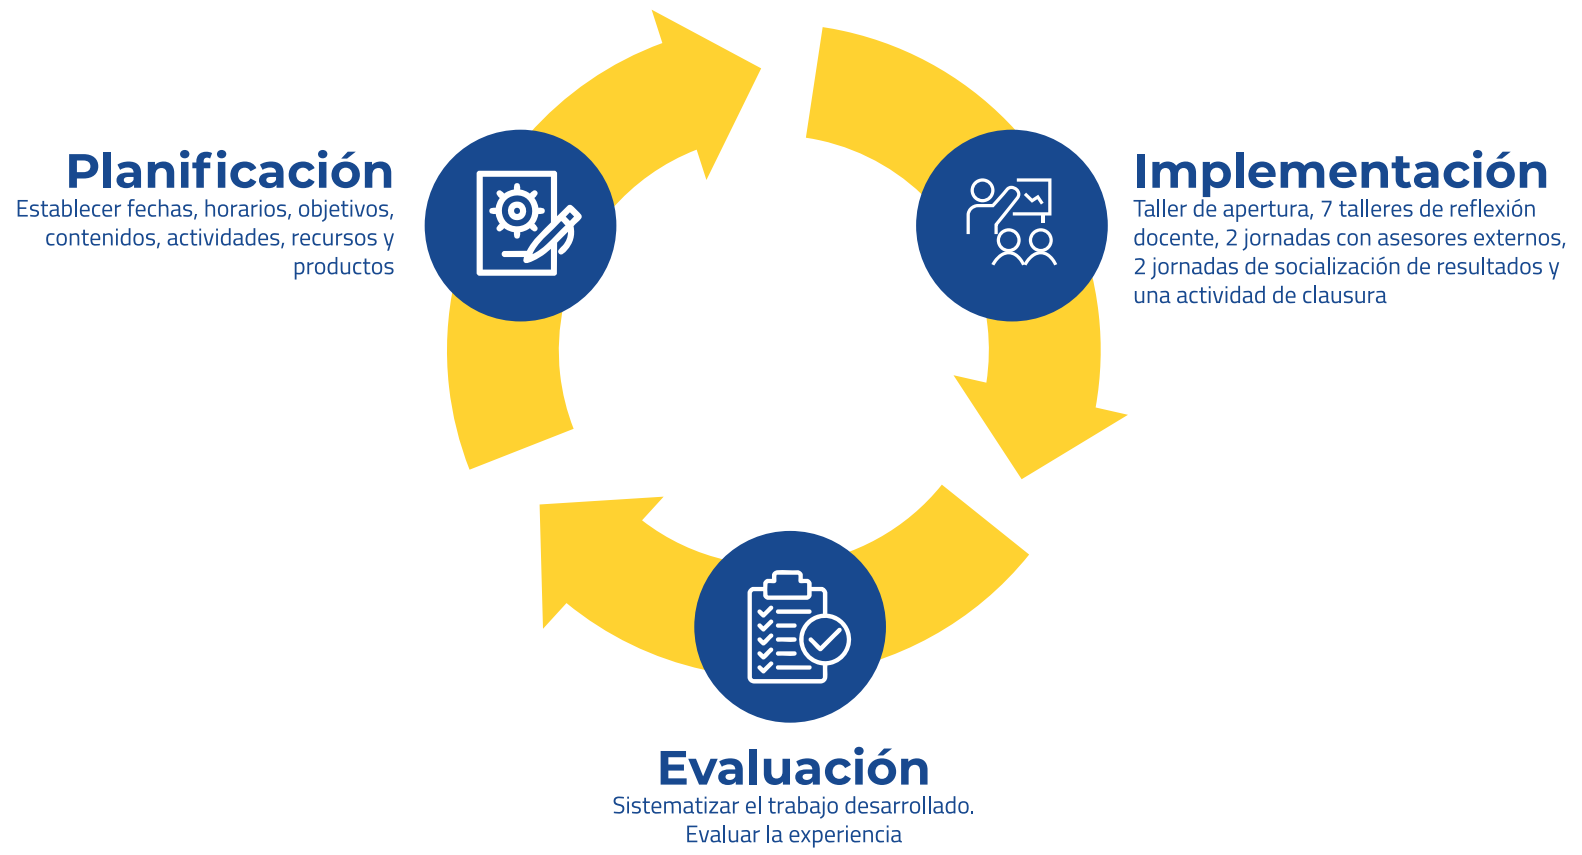 Planificación
Establecer fechas, horarios, objetivos,
contenidos, actividades, recursos y
productos
Implementación
Taller de apertura, 7 talleres de reflexión
docente, 2 jornadas con asesores externos,
2 jornadas de socialización de resultados y
una actividad de clausura
Evaluación
Sistematizar el trabajo desarrollado.
Evaluar la experiencia